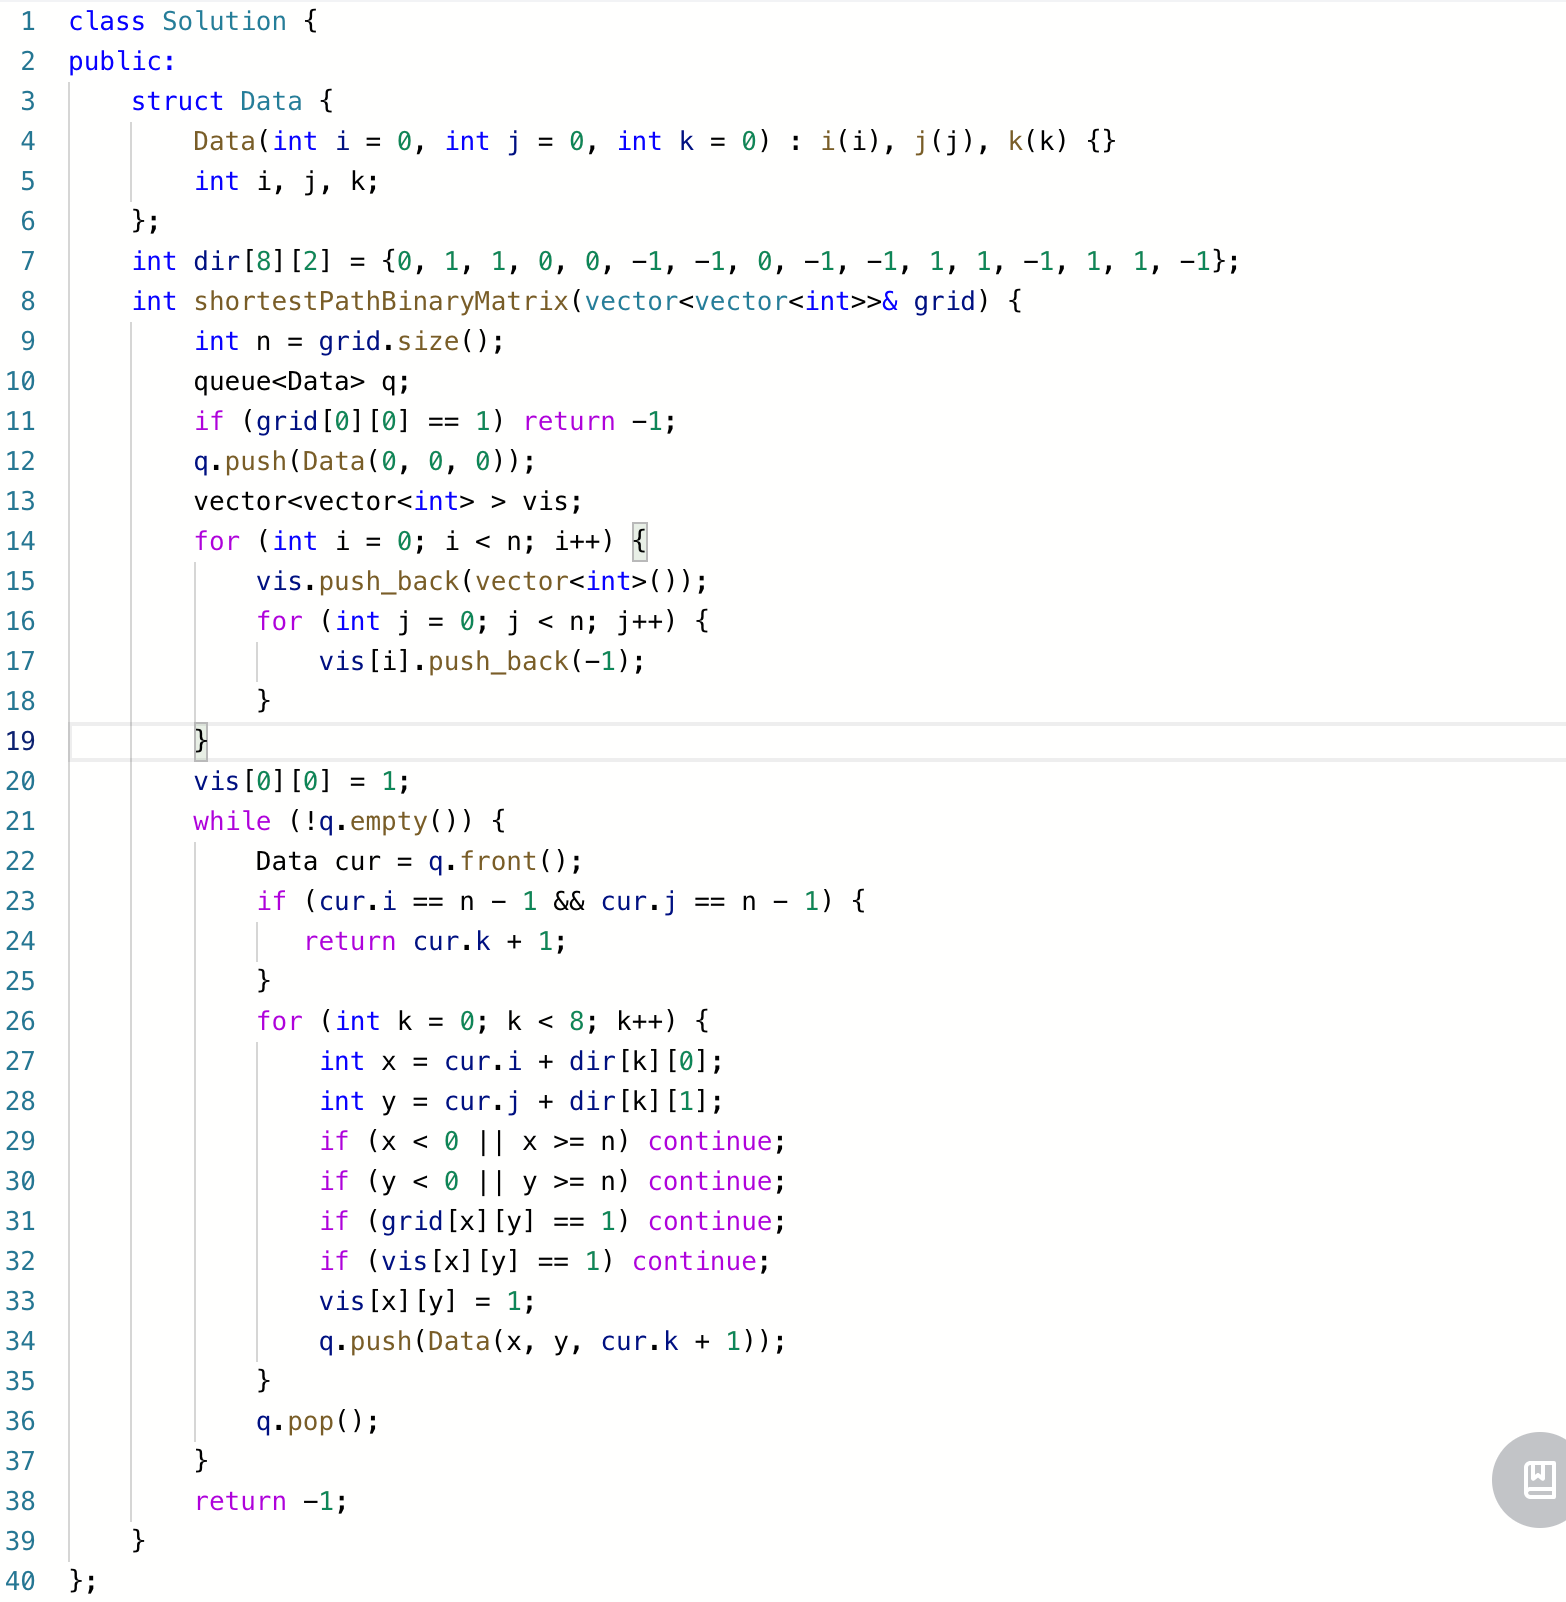 1 class Solution {
2 public:
3     struct Data {
4         Data(int i = 0, int j = 0, int k = 0) : i(i), j(j), k(k) {}
5         int i, j, k;
6     };
7     int dir[8][2] = {0, 1, 1, 0, 0, -1, -1, 0, -1, -1, 1, 1, -1, 1, 1, -1};
8     int shortestPathBinaryMatrix(vector<vector<int>>& grid) {
9         int n = grid.size();
10         queue<Data> q;
11         if (grid[0][0] == 1) return -1;
12         q.push(Data(0, 0, 0));
13         vector<vector<int> > vis;
14         for (int i = 0; i < n; i++) {
15             vis.push_back(vector<int>());
16             for (int j = 0; j < n; j++) {
17                 vis[i].push_back(-1);
18             }
19         }
20         vis[0][0] = 1;
21         while (!q.empty()) {
22             Data cur = q.front();
23             if (cur.i == n - 1 && cur.j == n - 1) {
24                return cur.k + 1;
25             }
26             for (int k = 0; k < 8; k++) {
27                 int x = cur.i + dir[k][0];
28                 int y = cur.j + dir[k][1];
29                 if (x < 0 || x >= n) continue;
30                 if (y < 0 || y >= n) continue;
31                 if (grid[x][y] == 1) continue;
32                 if (vis[x][y] == 1) continue;
33                 vis[x][y] = 1;
34                 q.push(Data(x, y, cur.k + 1));
35             }
36             q.pop();
37         }
38         return -1;
39     }
40 };